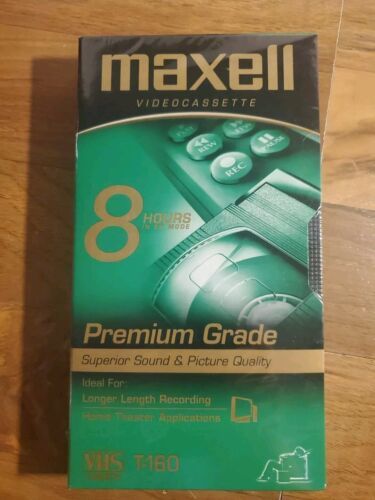 maxell
VIDEOCASSETTE
REW
PAUSE
REC
8 HOURS
IN EP MODE
Premium Grade
Superior Sound & Picture Quality
Ideal For:
Longer Length Recording
Home Theater Applications
VHS T-160